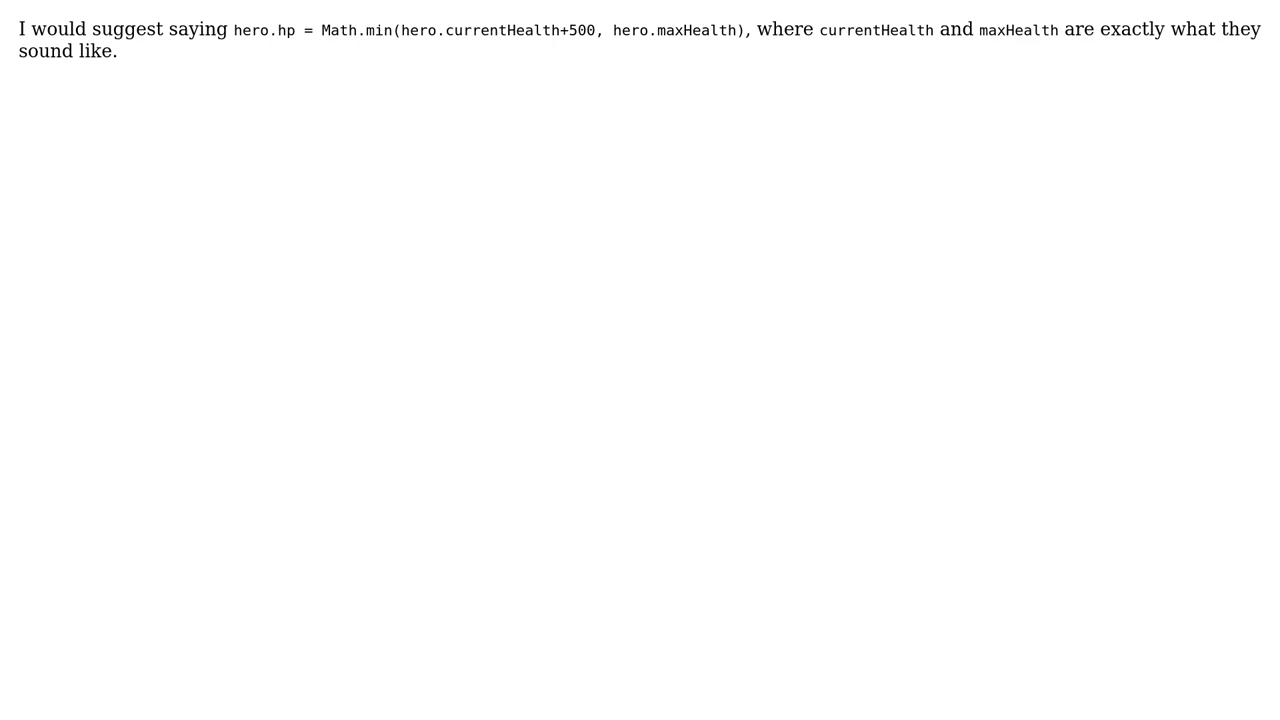 I would suggest saying hero.hp = Math.min(hero.currentHealth+500, hero.maxHealth), where currentHealth and maxHealth are exactly what they
sound like.